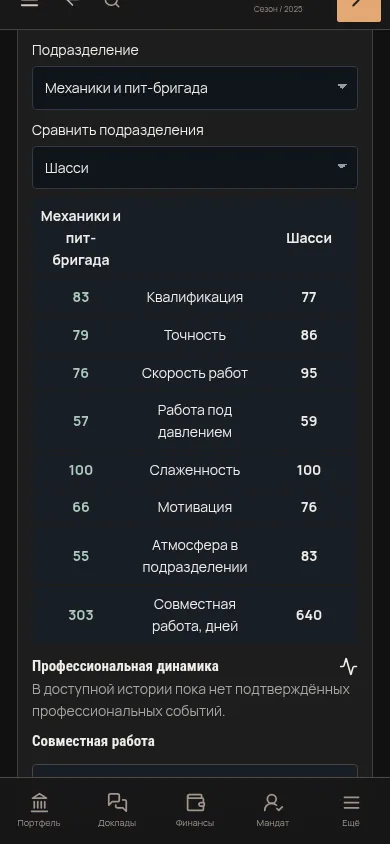 Сезон / 2025
Подразделение
Механики и пит-бригада
Сравнить подразделения
Шасси
Механики и
пит-
бригада
Шасси
83 Квалификация 77
79 Точность 86
76 Скорость работ 95
57 Работа под
давлением 59
100 Слаженность 100
66 Мотивация 76
55 Атмосфера в
подразделении 83
303 Совместная
работа, дней 640
Профессиональная динамика
В доступной истории пока нет подтверждённых
профессиональных событий.
Совместная работа
Портфель Доклады Финансы Мандат Ещё